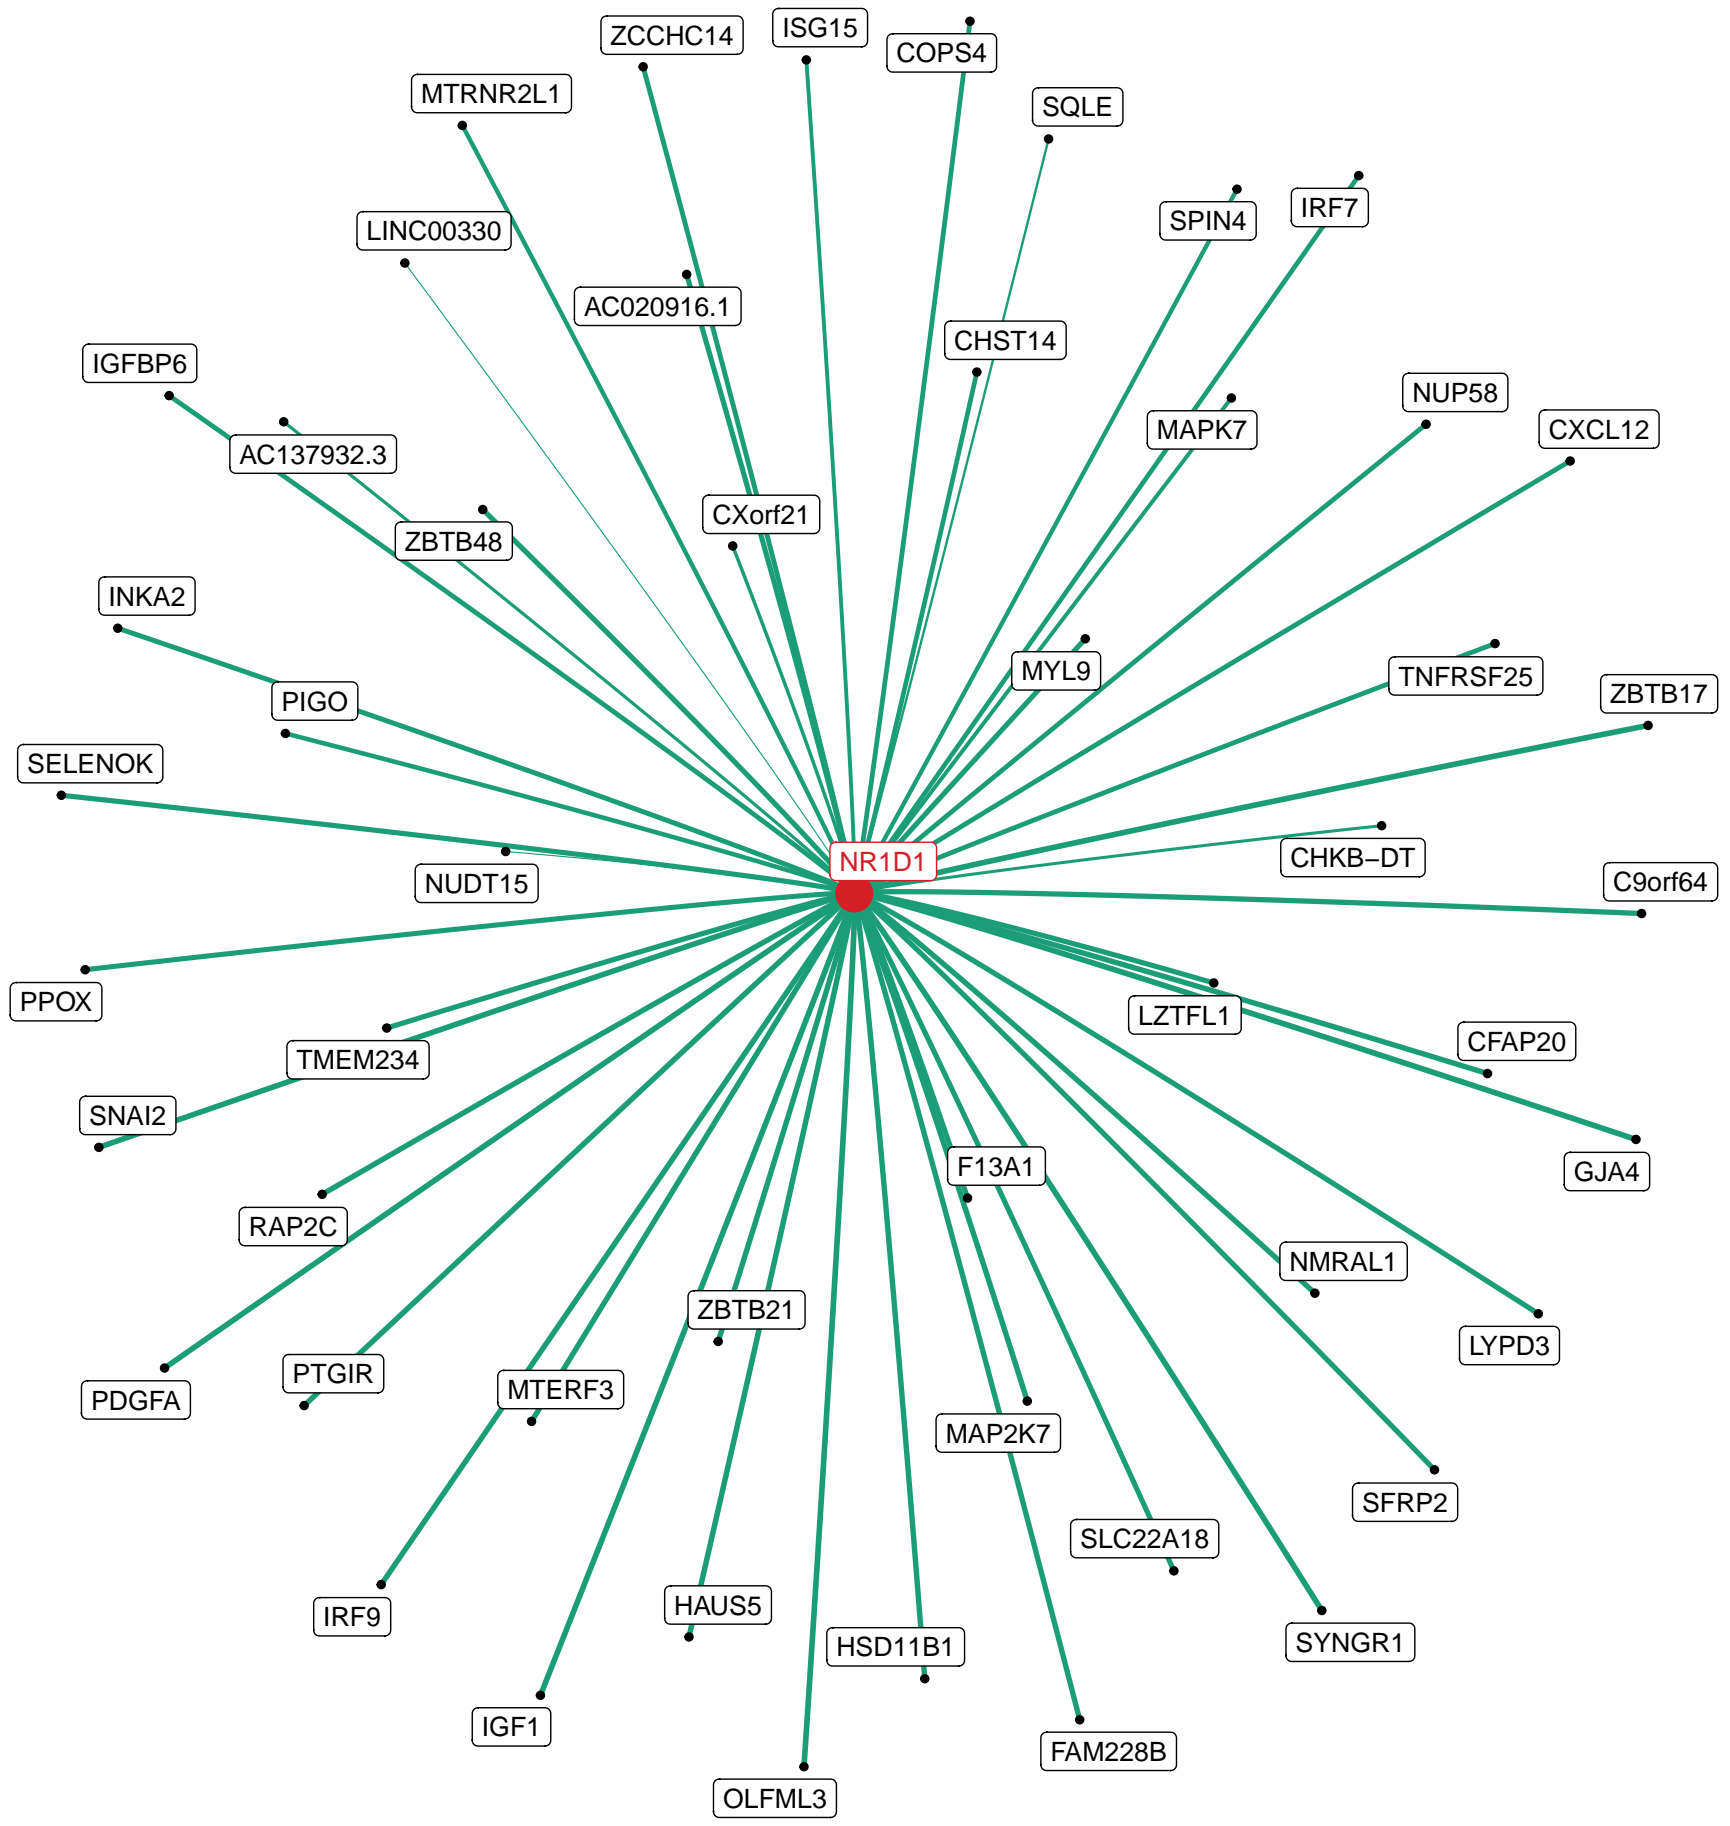 ISG15
ZCCHC14
COPS4
MTRNR2L1
SQLE
IRF7
SPIN4
LINC00330
AC020916.1
CHST14
IGFBP6
NUP58
CXCL12
MAPK7
AC137932.3
CXorf21
ZBTB48
INKA2
MYL9
TNFRSF25
ZBTB17
PIGO
SELENOK
CHKB–DT
NR1D1
C9orf64
NUDT15
PPOX
LZTFL1
CFAP20
TMEM234
SNAI2
F13A1
GJA4
RAP2C
NMRAL1
ZBTB21
LYPD3
PTGIR
MTERF3
PDGFA
MAP2K7
SFRP2
SLC22A18
HAUS5
IRF9
SYNGR1
HSD11B1
IGF1
FAM228B
OLFML3